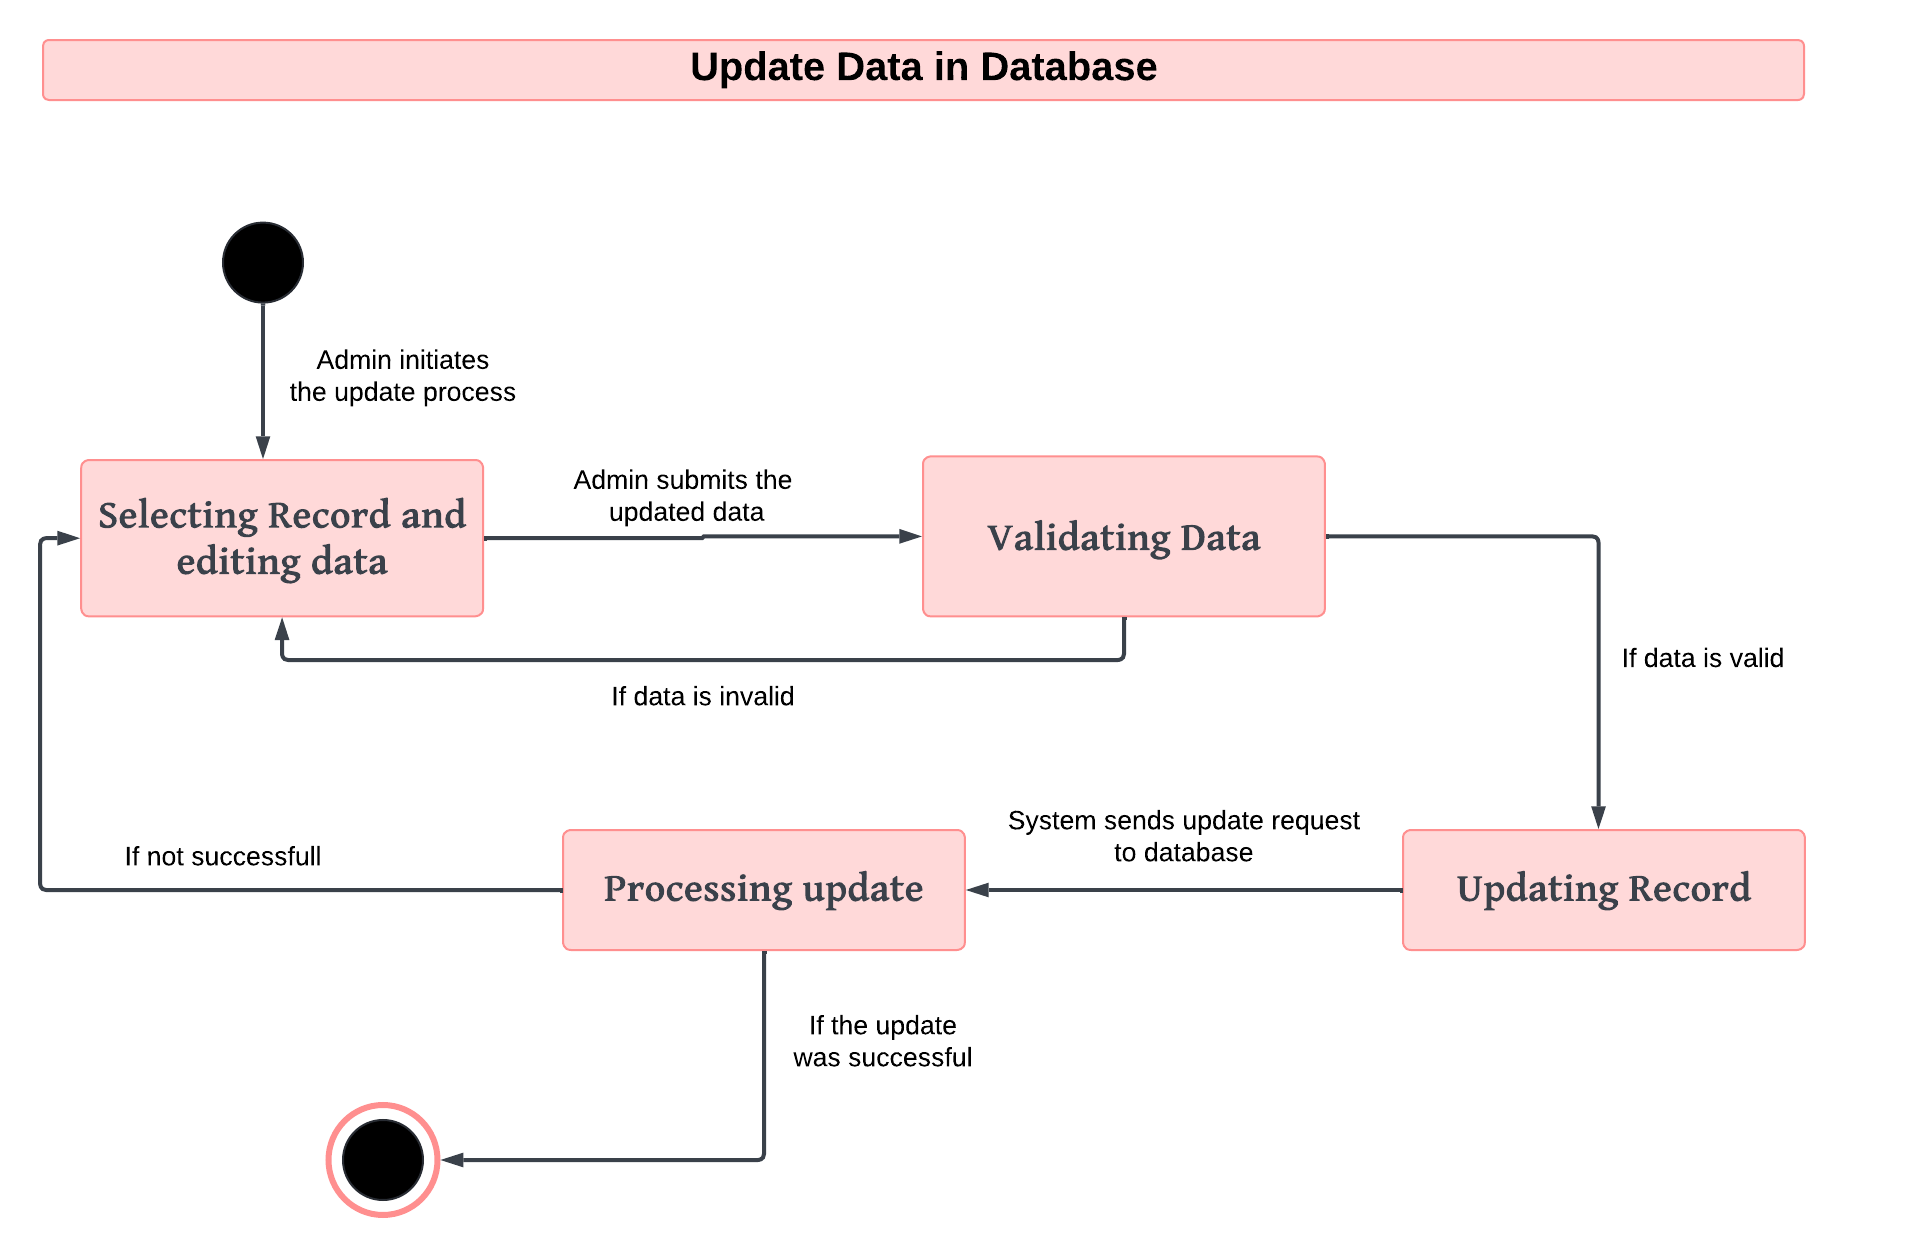 Update Data in Database
Admin initiates
the update process
Selecting Record and
editing data
Admin submits the
updated data
Validating Data
If data is valid
If data is invalid
System sends update request
to database
Updating Record
Processing update
If not successfull
If the update
was successful